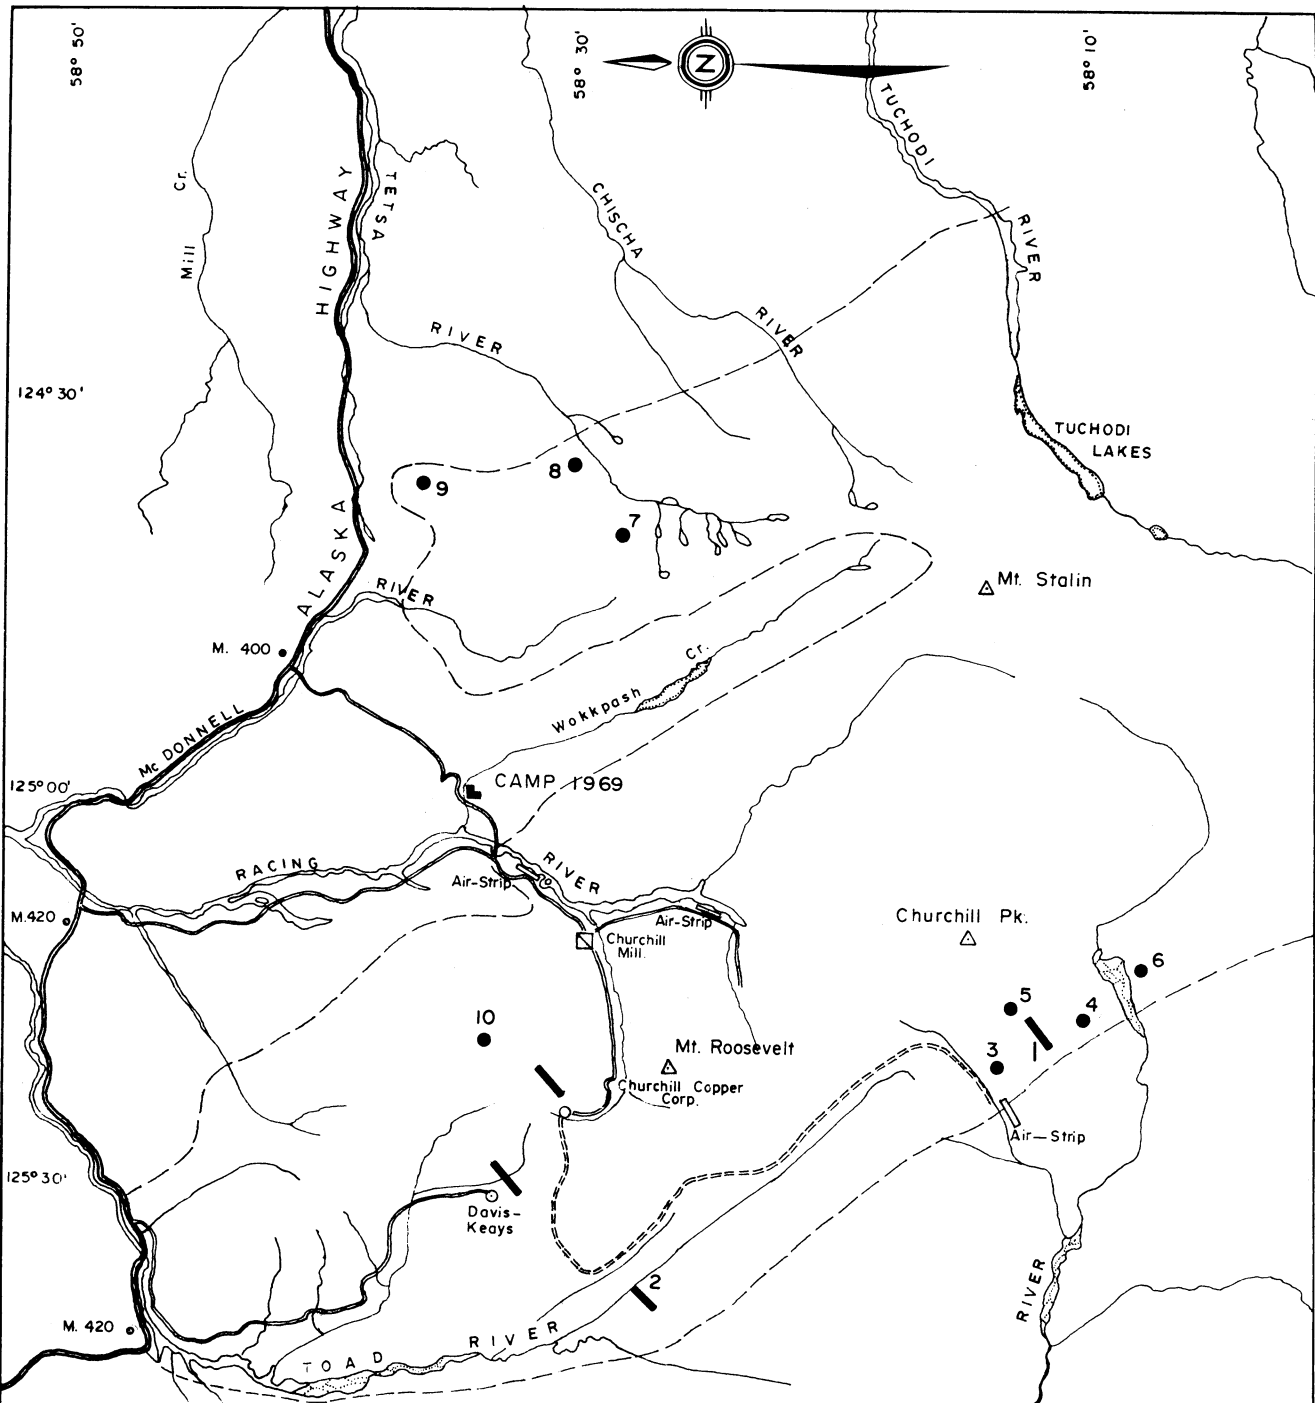 58° 50'
58° 30'
58° 10'
N
TUCHODI
RIVER
Cr.
Mill
HIGHWAY
TETSA
CHISCHA
RIVER
RIVER
124° 30'
TUCHODI
LAKES
8
9
7
ALASKA
RIVER
Mt. Stalin
M. 400
Cr.
Wokkpash
Mc DONNELL
125° 00'
CAMP 1969
RACING
RIVER
Air-Strip
M.420
Air-Strip
Churchill Pk.
Churchill
Mill.
6
5
4
10
3
1
Mt. Roosevelt
Churchill Copper
Corp.
Air-Strip
125° 30'
Davis-
Keays
2
RIVER
M. 420
TOAD
RIVER